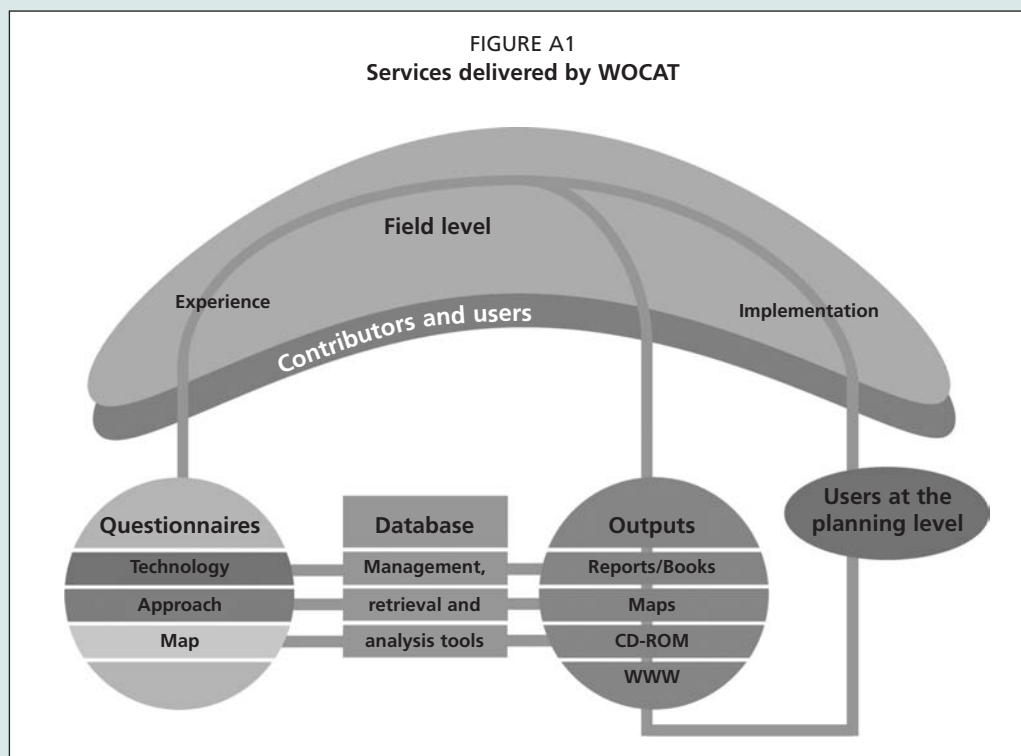 FIGURE A1
Services delivered by WOCAT
Field level
Experience
Implementation
Contributors and users
Questionnaires
Technology
Approach
Map
Database
Management,
retrieval and
analysis tools
Outputs
Reports/Books
Maps
CD-ROM
WWW
Users at the
planning level